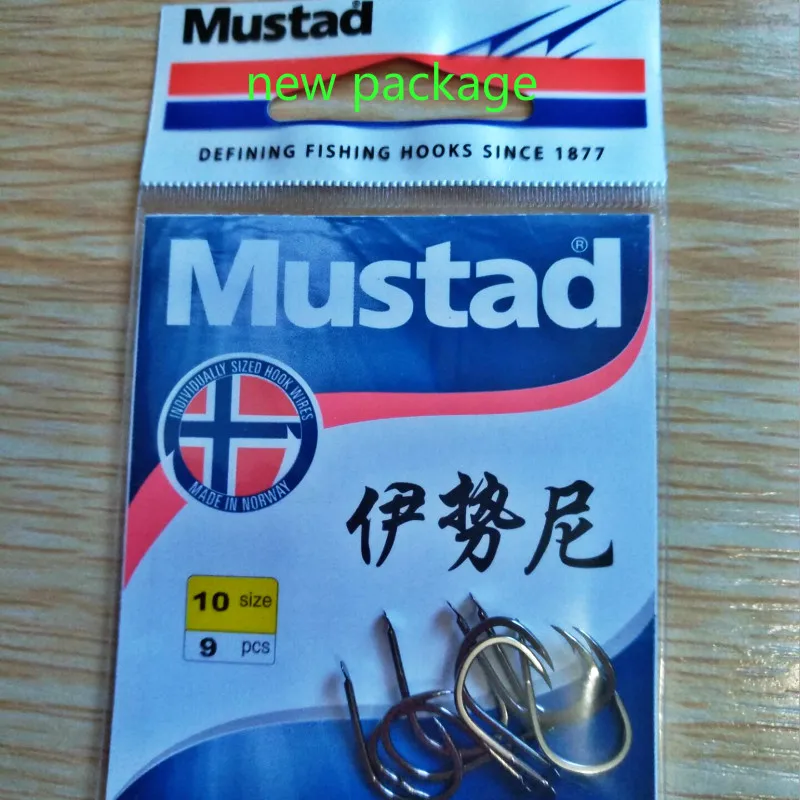 Mustad
new package
DEFINING FISHING HOOKS SINCE 1877
Mustad®
INDIVIDUALLY SIZED HOOK WIRES
MADE IN NORWAY
伊势尼
10 size
9 pcs